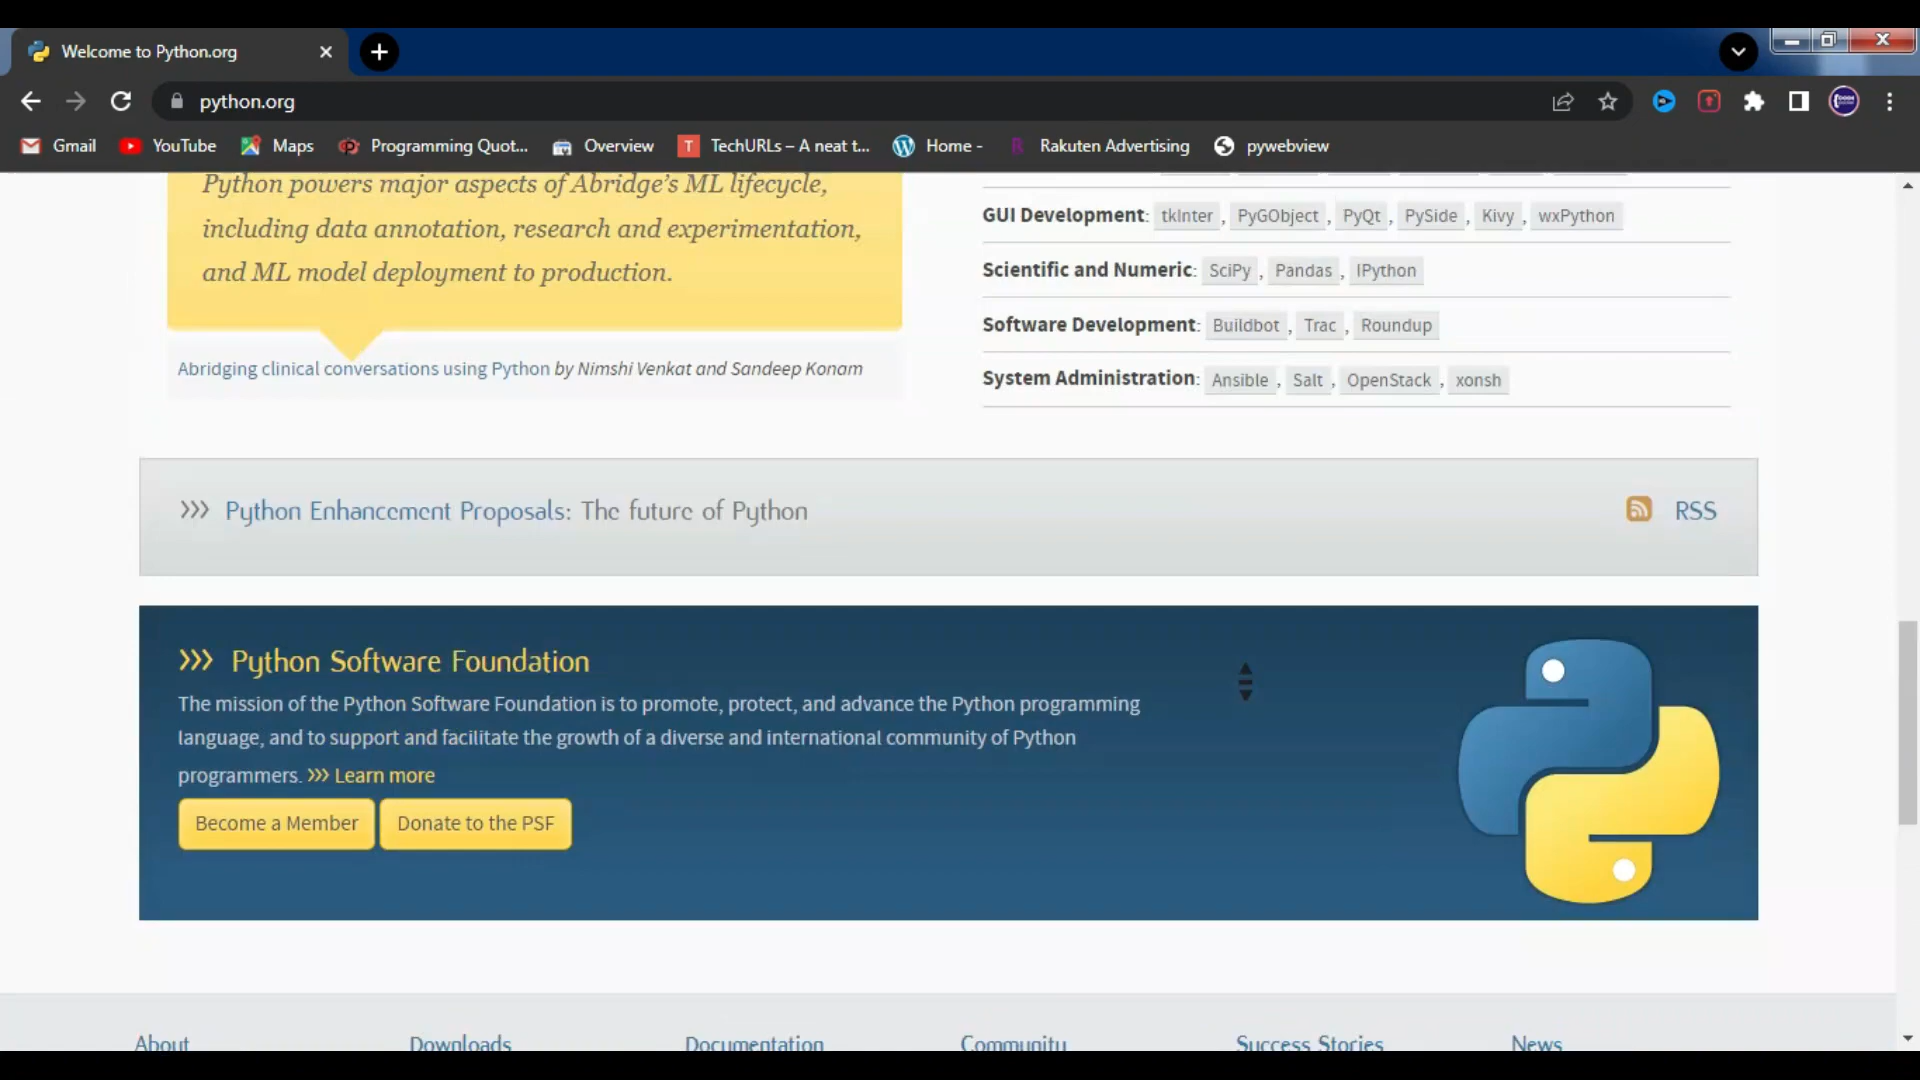 Welcome to Python.org
python.org
Gmail YouTube Maps Programming Quot... Overview TechURLs – A neat t... Home - Rakuten Advertising pywebview
Python powers major aspects of Abridge’s ML lifecycle,
including data annotation, research and experimentation,
and ML model deployment to production.
Abridging clinical conversations using Python by Nimshi Venkat and Sandeep Konam
GUI Development: tkInter , PyGObject , PyQt , PySide , Kivy , wxPython
Scientific and Numeric: SciPy , Pandas , IPython
Software Development: Buildbot , Trac , Roundup
System Administration: Ansible , Salt , OpenStack , xonsh
>>> Python Enhancement Proposals: The future of Python
RSS
>>> Python Software Foundation
The mission of the Python Software Foundation is to promote, protect, and advance the Python programming
language, and to support and facilitate the growth of a diverse and international community of Python
programmers. >>> Learn more
Become a Member Donate to the PSF
About Downloads Documentation Community Success Stories News